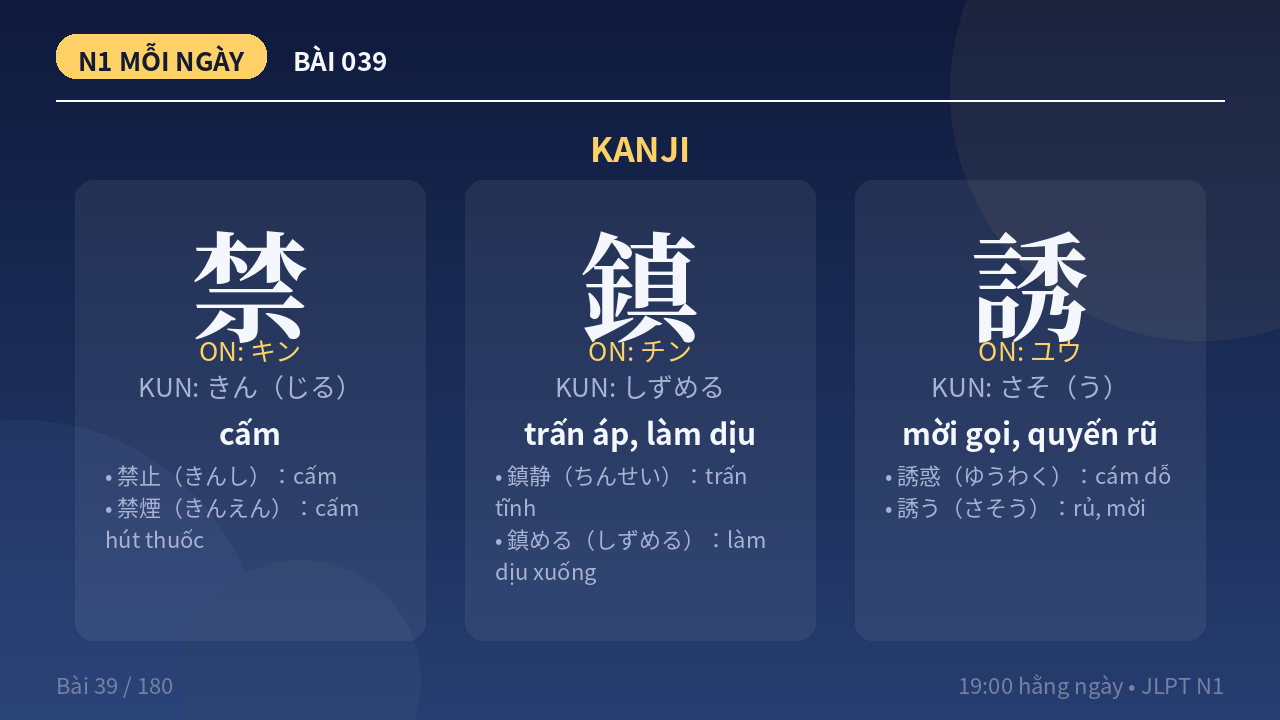 N1 MỖI NGÀY
BÀI 039
KANJI
禁
ON: キン
KUN: きん（じる）
cấm
• 禁止（きんし）：cấm
• 禁煙（きんえん）：cấm
hút thuốc
鎮
ON: チン
KUN: しずめる
trấn áp, làm dịu
• 鎮静（ちんせい）：trấn
tĩnh
• 鎮める（しずめる）：làm
dịu xuống
誘
ON: ユウ
KUN: さそ（う）
mời gọi, quyến rũ
• 誘惑（ゆうわく）：cám dỗ
• 誘う（さそう）：rủ, mời
Bài 39 / 180
19:00 hằng ngày • JLPT N1